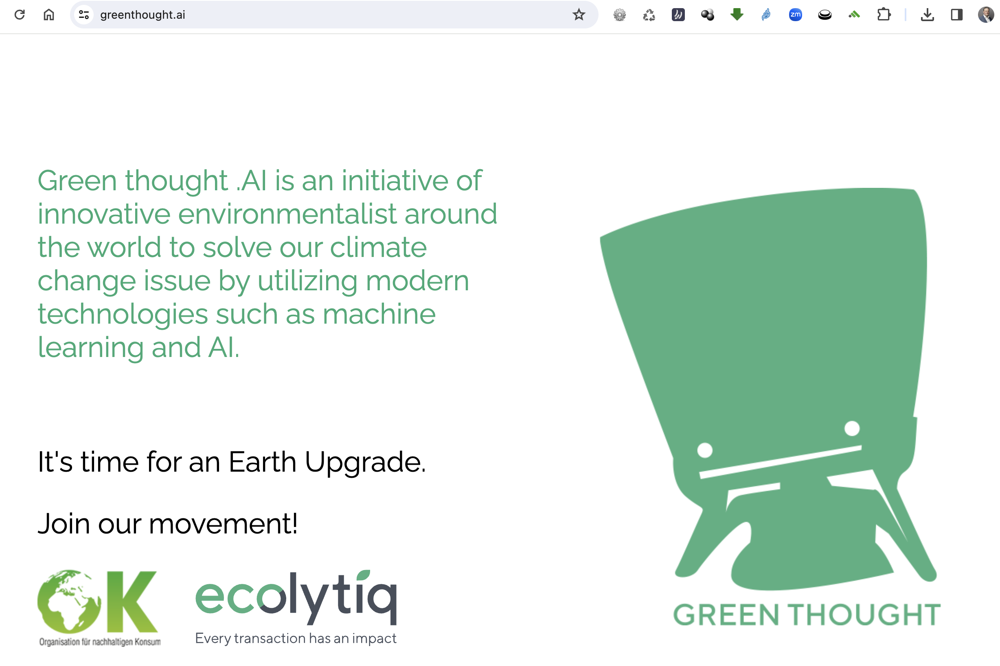 greenthought.ai
zm
Green thought .AI is an initiative of
innovative environmentalist around
the world to solve our climate
change issue by utilizing modern
technologies such as machine
learning and AI.
It's time for an Earth Upgrade.
Join our movement!
OK
Organisation für nachhaltigen Konsum
ecolytiq
Every transaction has an impact
GREEN THOUGHT